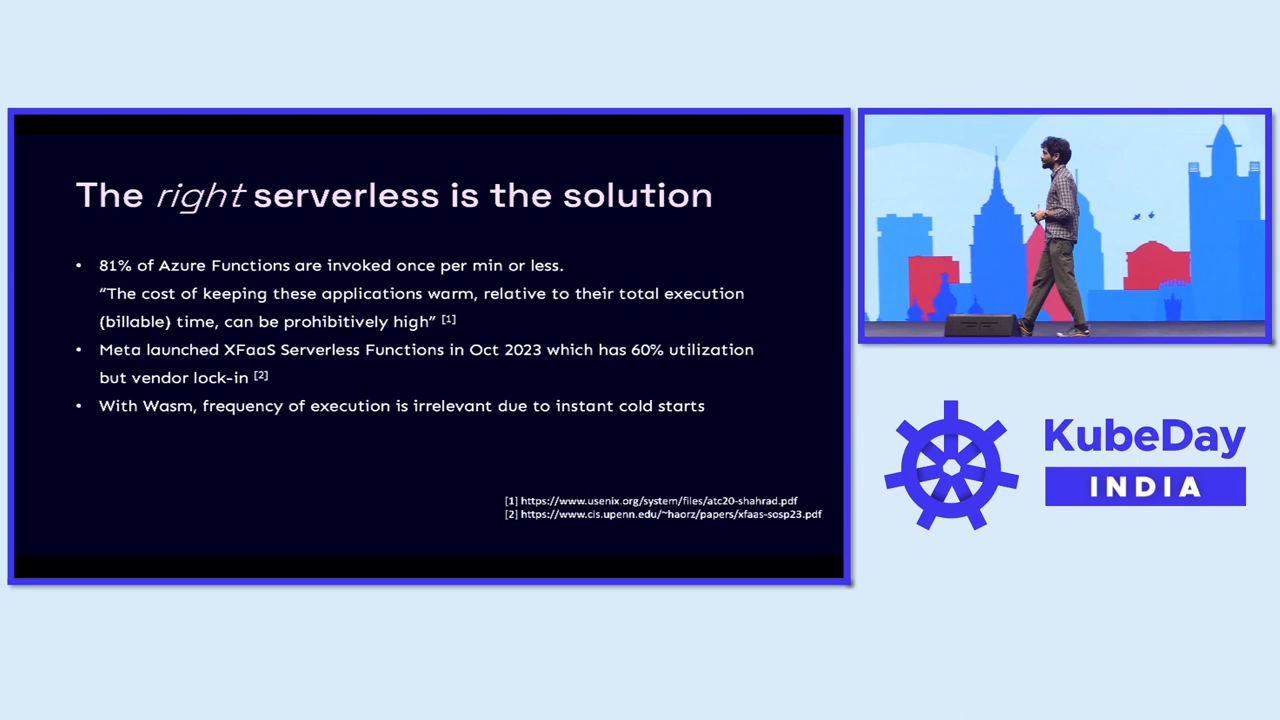 The right serverless is the solution
• 81% of Azure Functions are invoked once per min or less.
“The cost of keeping these applications warm, relative to their total execution
(billable) time, can be prohibitively high” [1]
• Meta launched XFaaS Serverless Functions in Oct 2023 which has 60% utilization
but vendor lock-in [2]
• With Wasm, frequency of execution is irrelevant due to instant cold starts
[1] https://www.usenix.org/system/files/atc20-shahrad.pdf
[2] https://www.cis.upenn.edu/~haorz/papers/xfaas-sosp23.pdf
KubeDay
INDIA